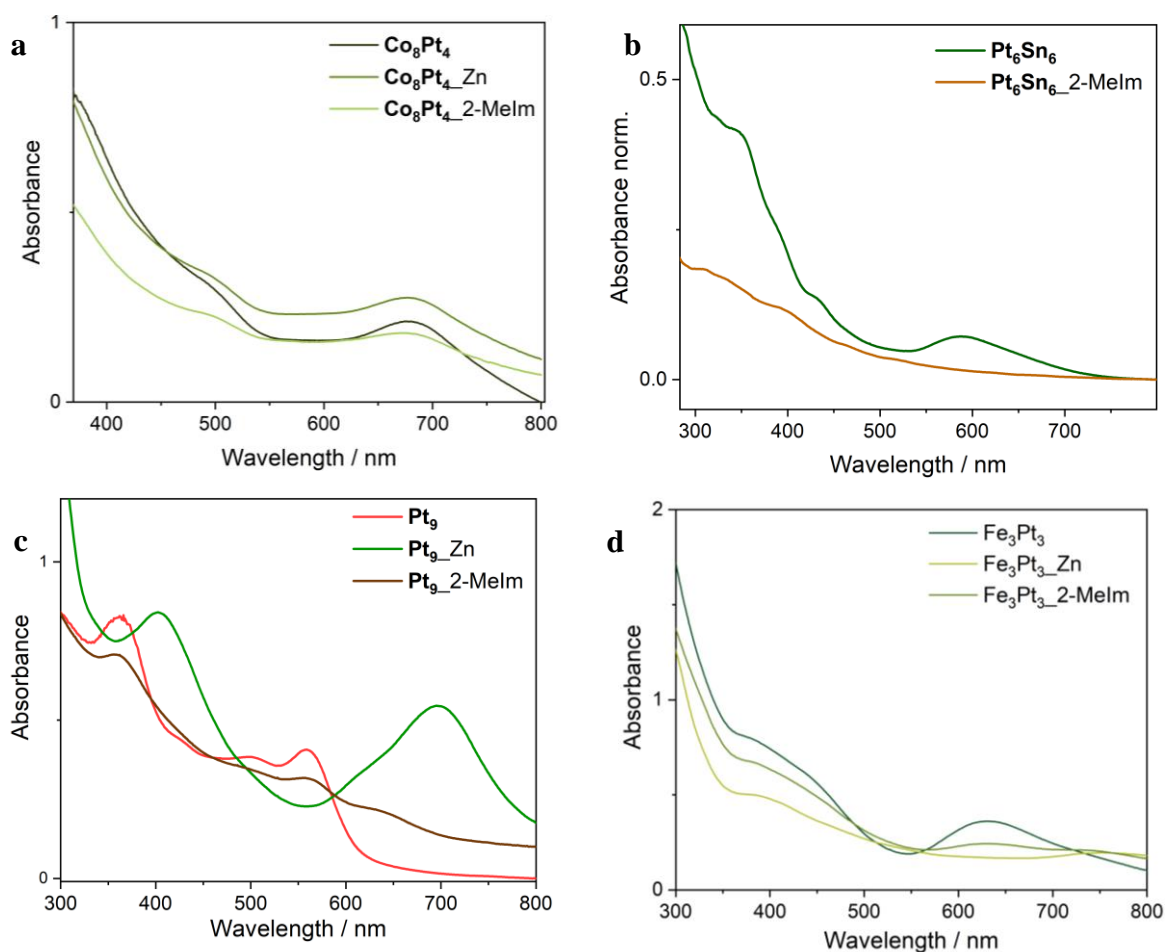 a
1
Co₈Pt₄
Co₈Pt₄_Zn
Co₈Pt₄_2-MeIm
Absorbance
0
400 500 600 700 800
Wavelength / nm
b
Pt₆Sn₆
Pt₆Sn₆_2-MeIm
0.5
Absorbance norm.
0.0
300 400 500 600 700
Wavelength / nm
c
Pt₉
Pt₉_Zn
Pt₉_2-MeIm
1
Absorbance
0
300 400 500 600 700 800
Wavelength / nm
d
2
Fe₃Pt₃
Fe₃Pt₃_Zn
Fe₃Pt₃_2-MeIm
1
Absorbance
0
300 400 500 600 700 800
Wavelength / nm